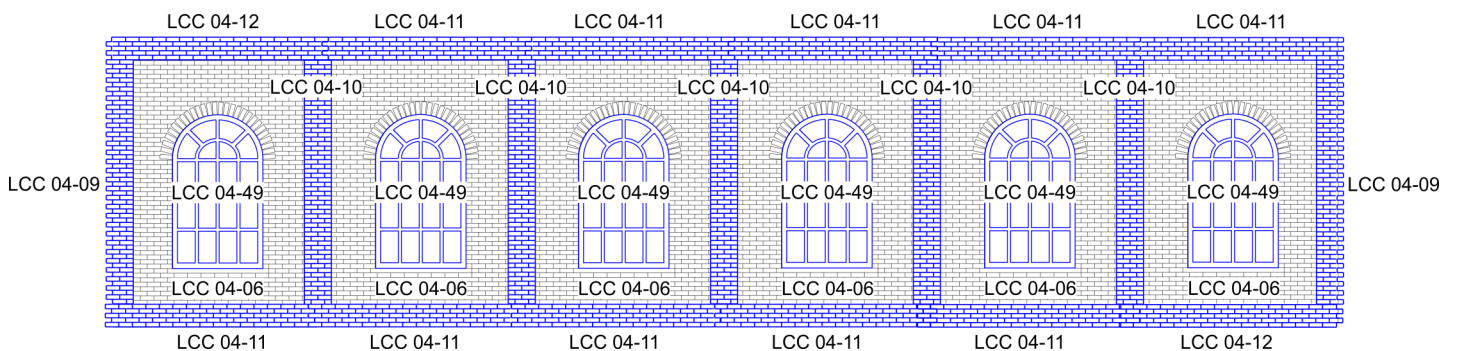 LCC 04-12 LCC 04-11 LCC 04-11 LCC 04-11 LCC 04-11 LCC 04-11
LCC 04-10 LCC 04-10 LCC 04-10 LCC 04-10 LCC 04-10
LCC 04-09 LCC 04-49 LCC 04-49 LCC 04-49 LCC 04-49 LCC 04-49 LCC 04-49 LCC 04-09
LCC 04-06 LCC 04-06 LCC 04-06 LCC 04-06 LCC 04-06 LCC 04-06
LCC 04-11 LCC 04-11 LCC 04-11 LCC 04-11 LCC 04-11 LCC 04-12